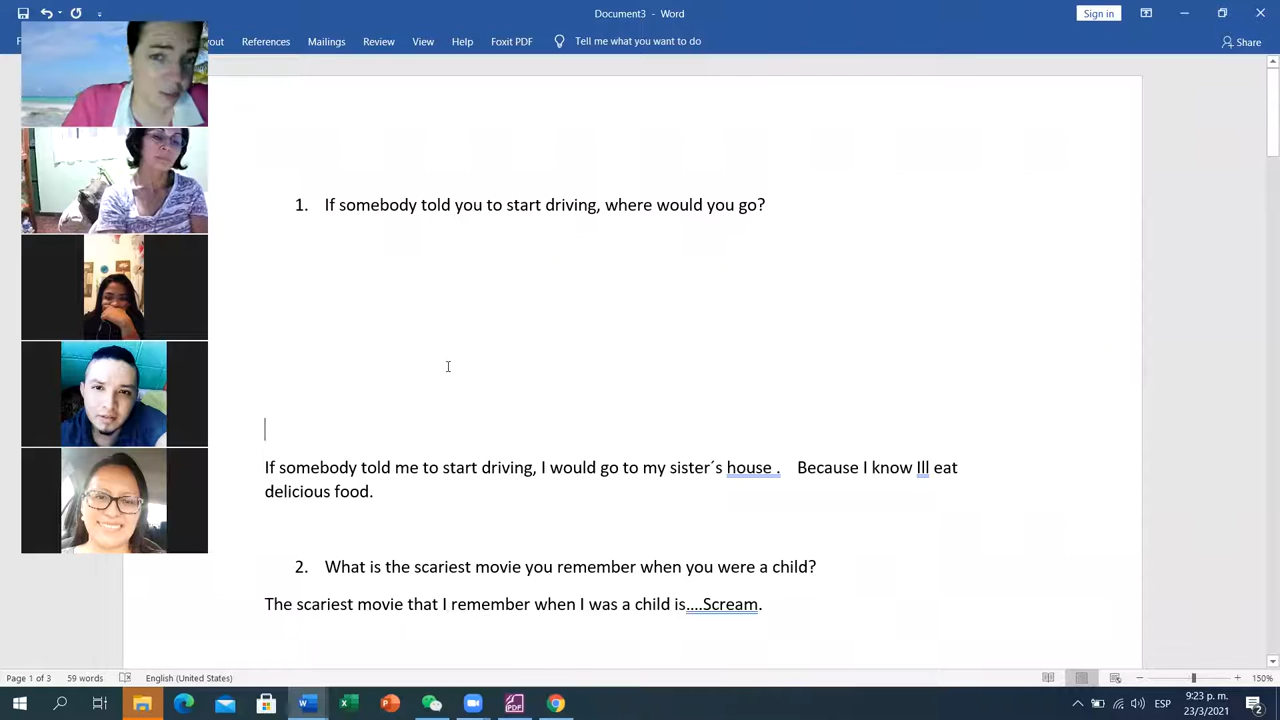 Document3 - Word
Sign in
out References Mailings Review View Help Foxit PDF Tell me what you want to do Share
1. If somebody told you to start driving, where would you go?
If somebody told me to start driving, I would go to my sister´s house . Because I know Ill eat
delicious food.
2. What is the scariest movie you remember when you were a child?
The scariest movie that I remember when I was a child is….Scream.
Page 1 of 3 59 words English (United States) 150%
ESP 9:23 p. m.
23/3/2021 2